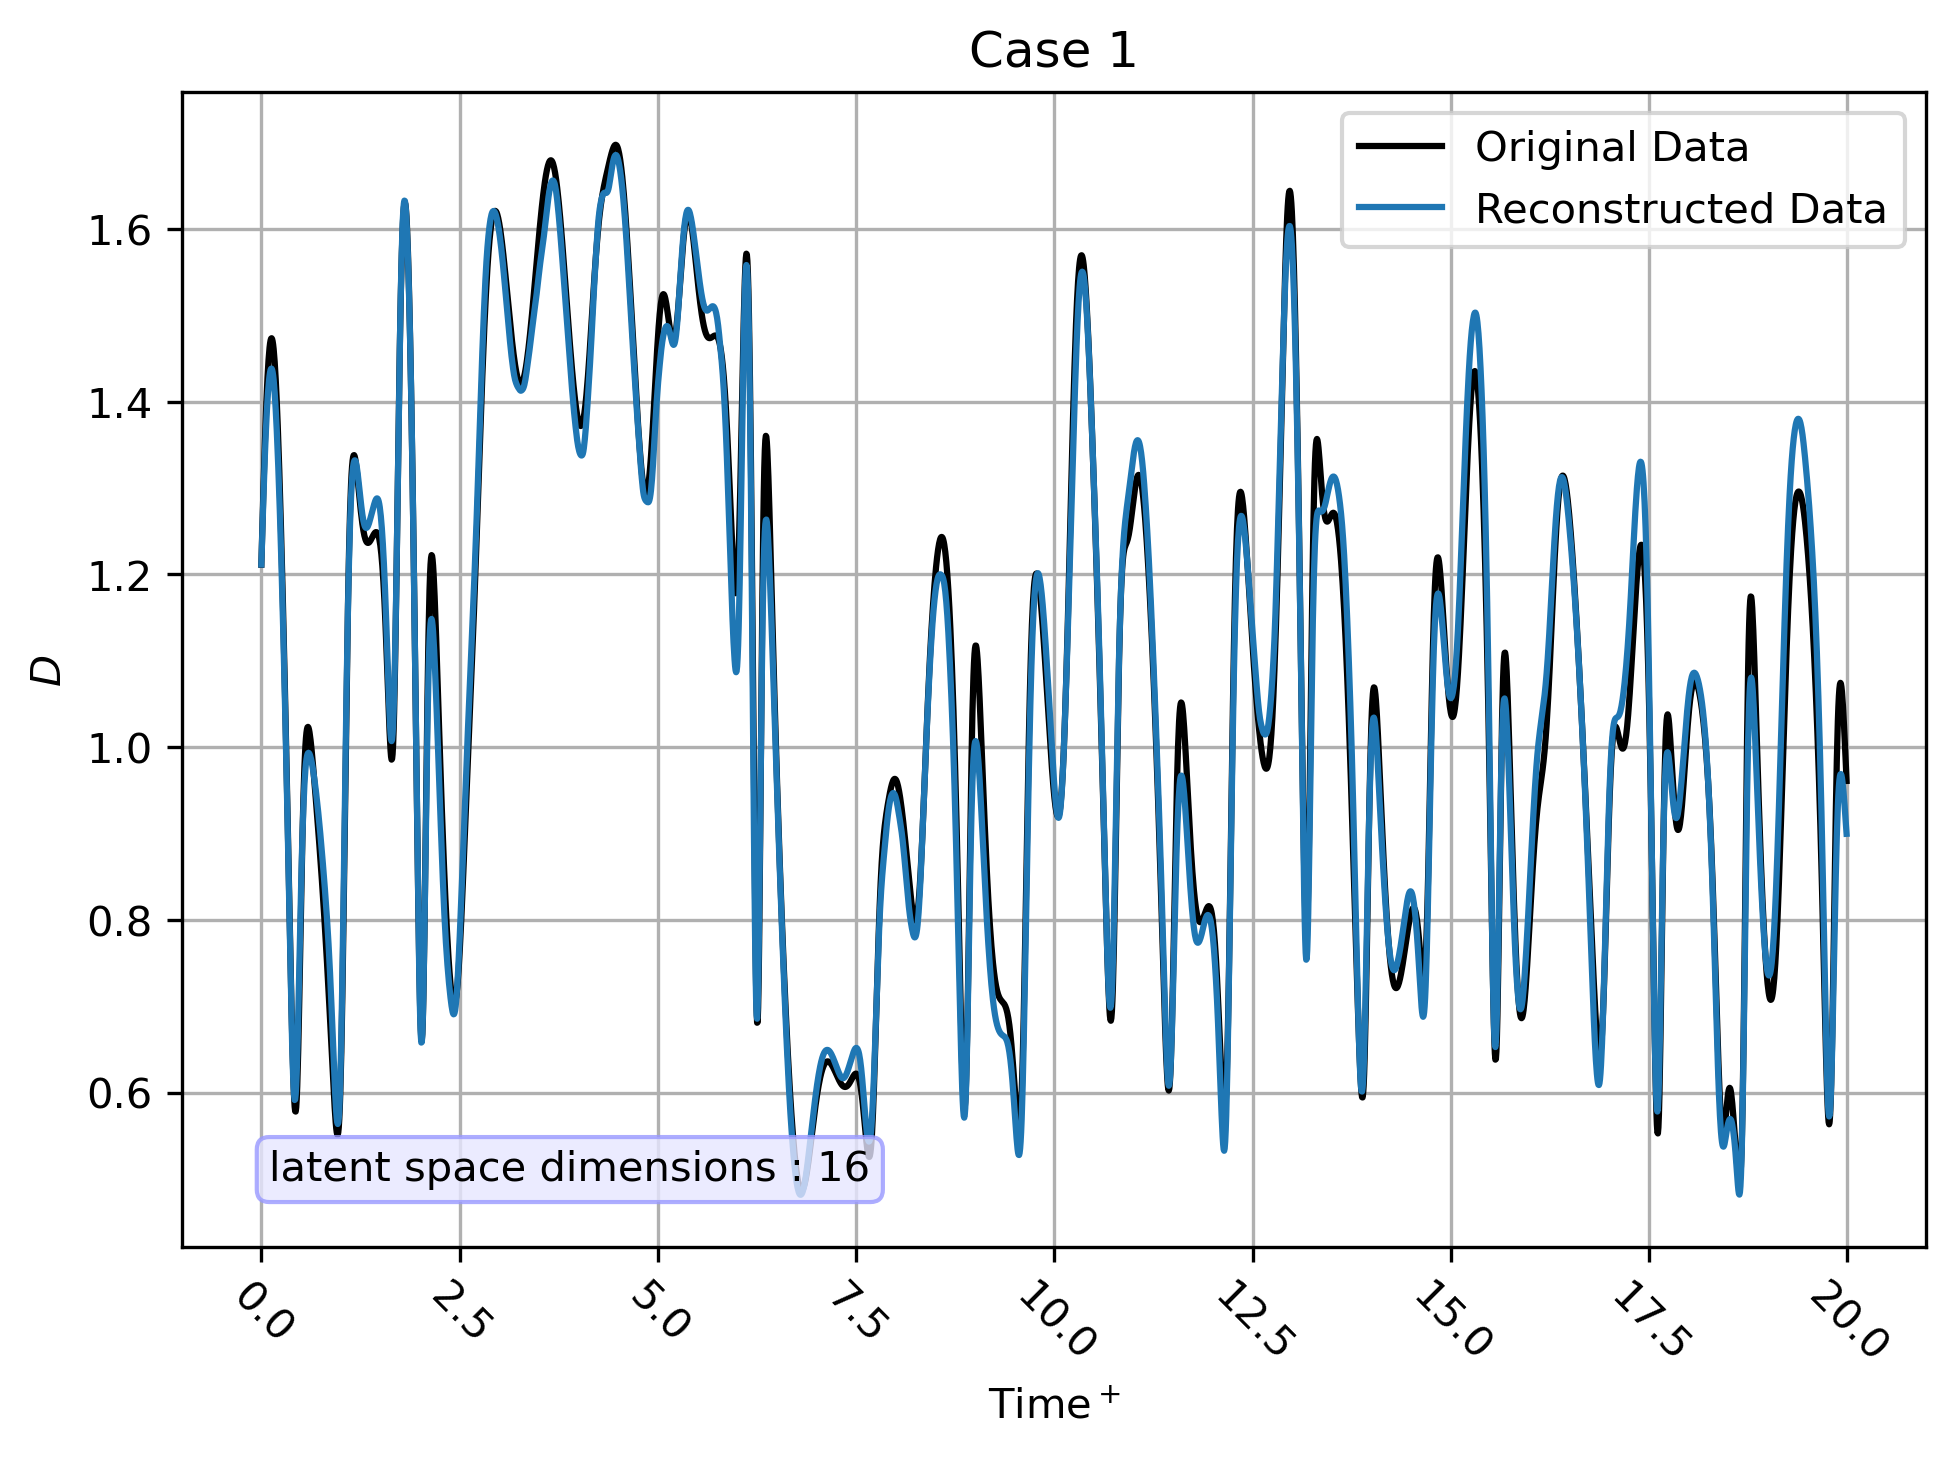 Case 1
Original Data
Reconstructed Data
1.6
1.4
1.2
1.0
0.8
0.6
D
latent space dimensions : 16
0.0 2.5 5.0 7.5 10.0 12.5 15.0 17.5 20.0
Time⁺